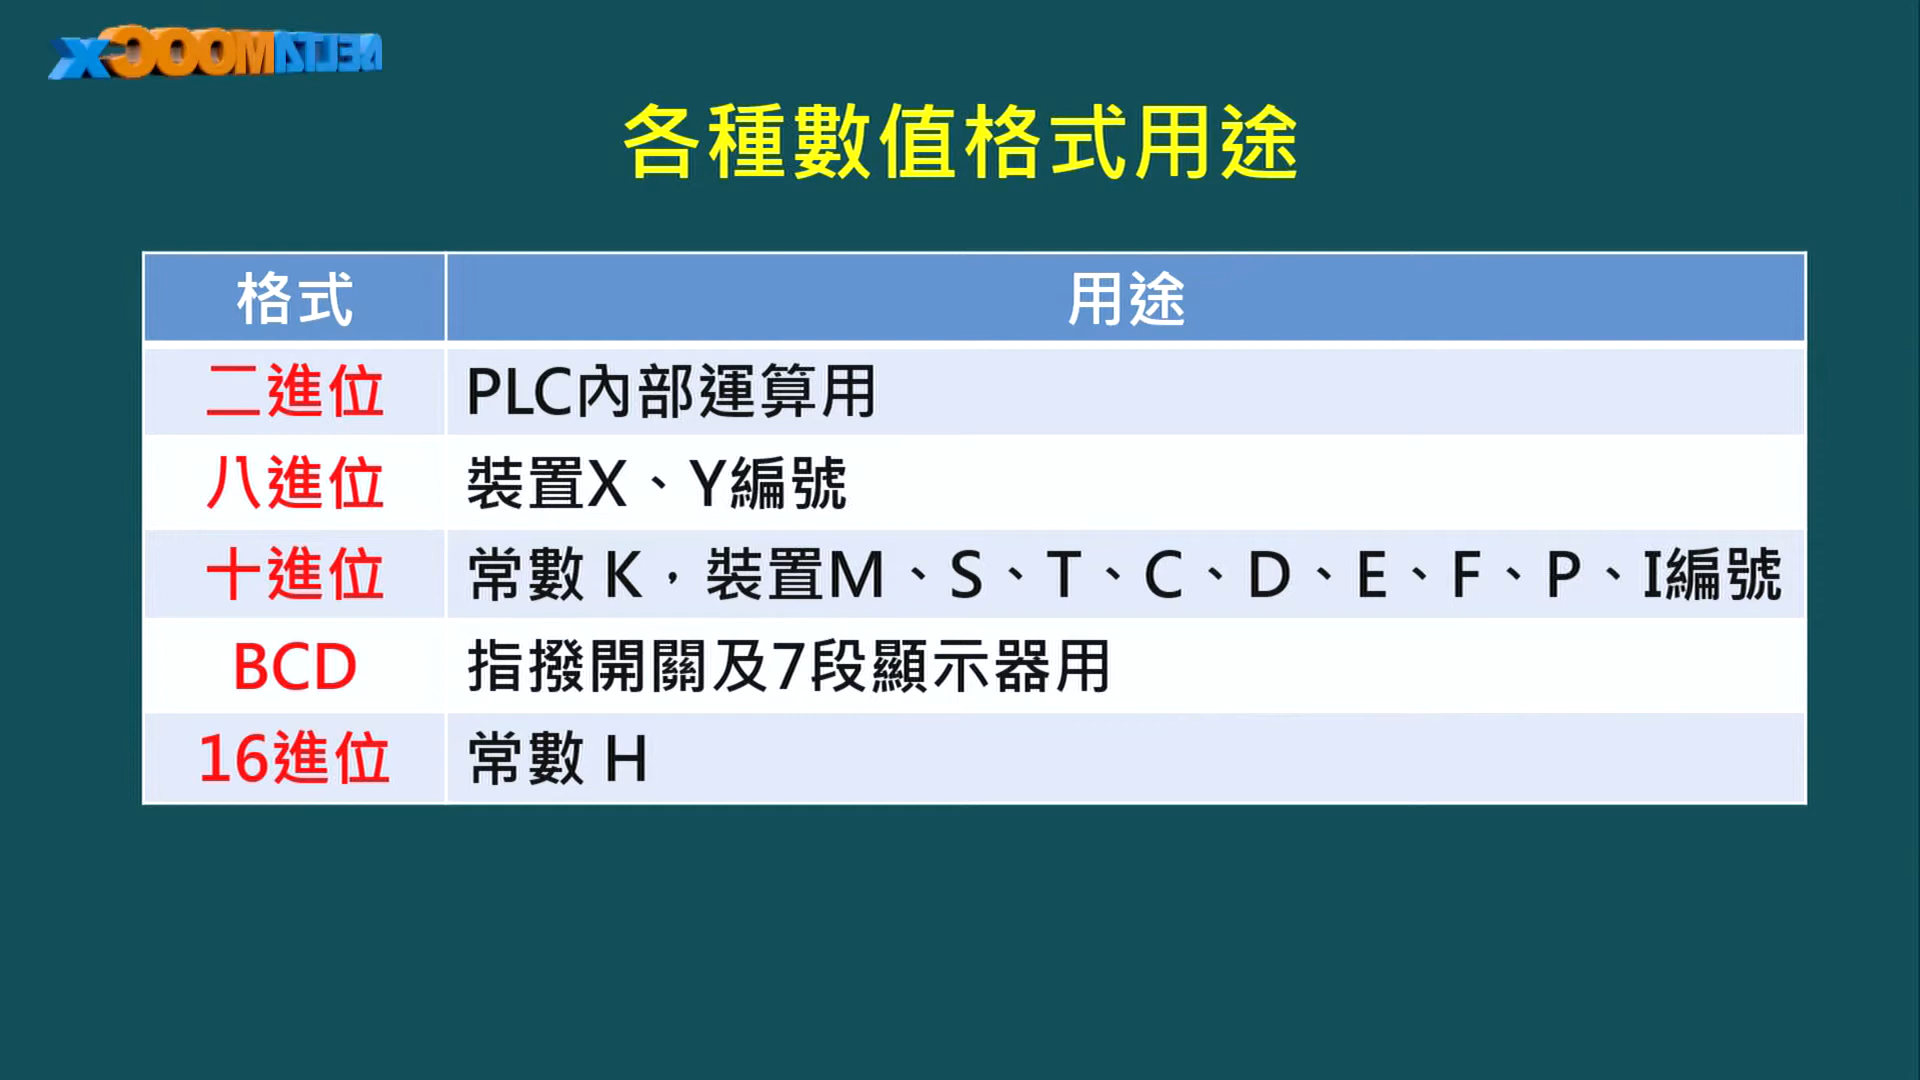 DELTAMOOCX
各種數值格式用途
格式 用途
二進位 PLC內部運算用
八進位 裝置X、Y編號
十進位 常數 K，裝置M、S、T、C、D、E、F、P、I編號
BCD 指撥開關及7段顯示器用
16進位 常數 H